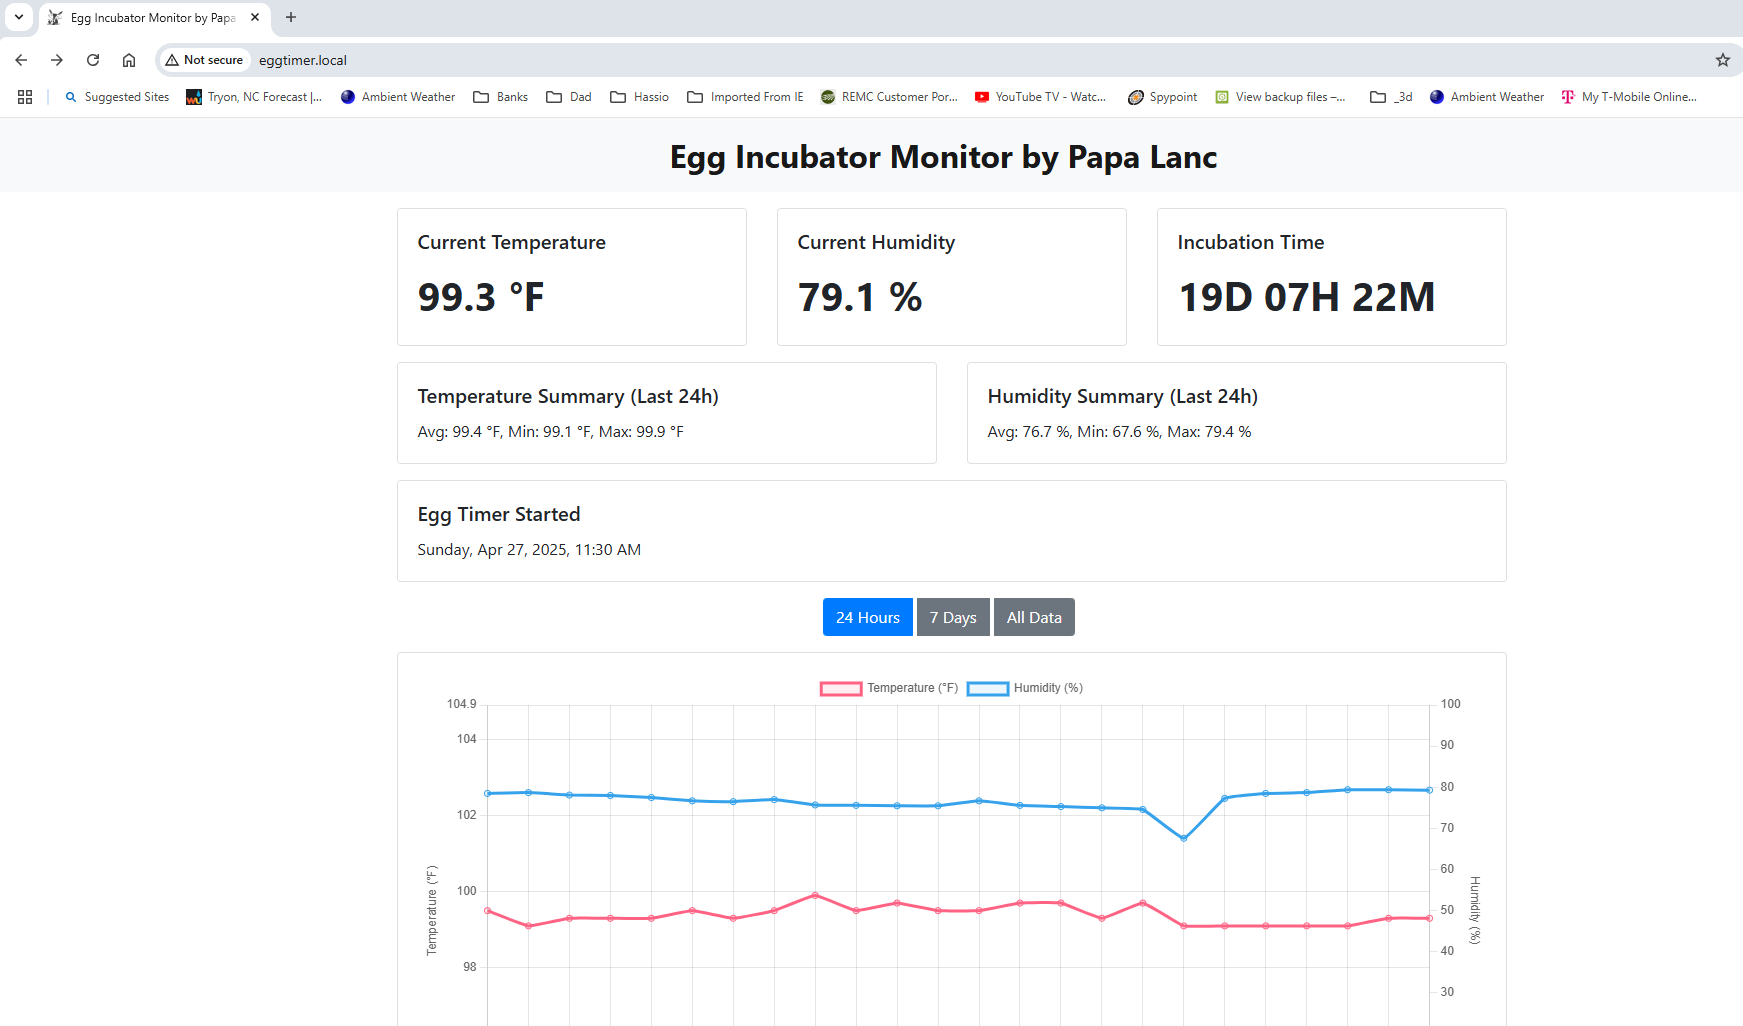 Egg Incubator Monitor by Papa
Not secure
eggtimer.local
Suggested Sites
Tryon, NC Forecast |...
Ambient Weather
Banks
Dad
Hassio
Imported From IE
REMC Customer Por...
YouTube TV - Watc...
Spypoint
View backup files –...
_3d
Ambient Weather
My T-Mobile Online...
Egg Incubator Monitor by Papa Lanc
Current Temperature
99.3 °F
Current Humidity
79.1 %
Incubation Time
19D 07H 22M
Temperature Summary (Last 24h)
Avg: 99.4 °F, Min: 99.1 °F, Max: 99.9 °F
Humidity Summary (Last 24h)
Avg: 76.7 %, Min: 67.6 %, Max: 79.4 %
Egg Timer Started
Sunday, Apr 27, 2025, 11:30 AM
24 Hours
7 Days
All Data
Temperature (°F)
Humidity (%)
104.9
104
102
100
98
Temperature (°F)
100
90
80
70
60
50
40
30
Humidity (%)